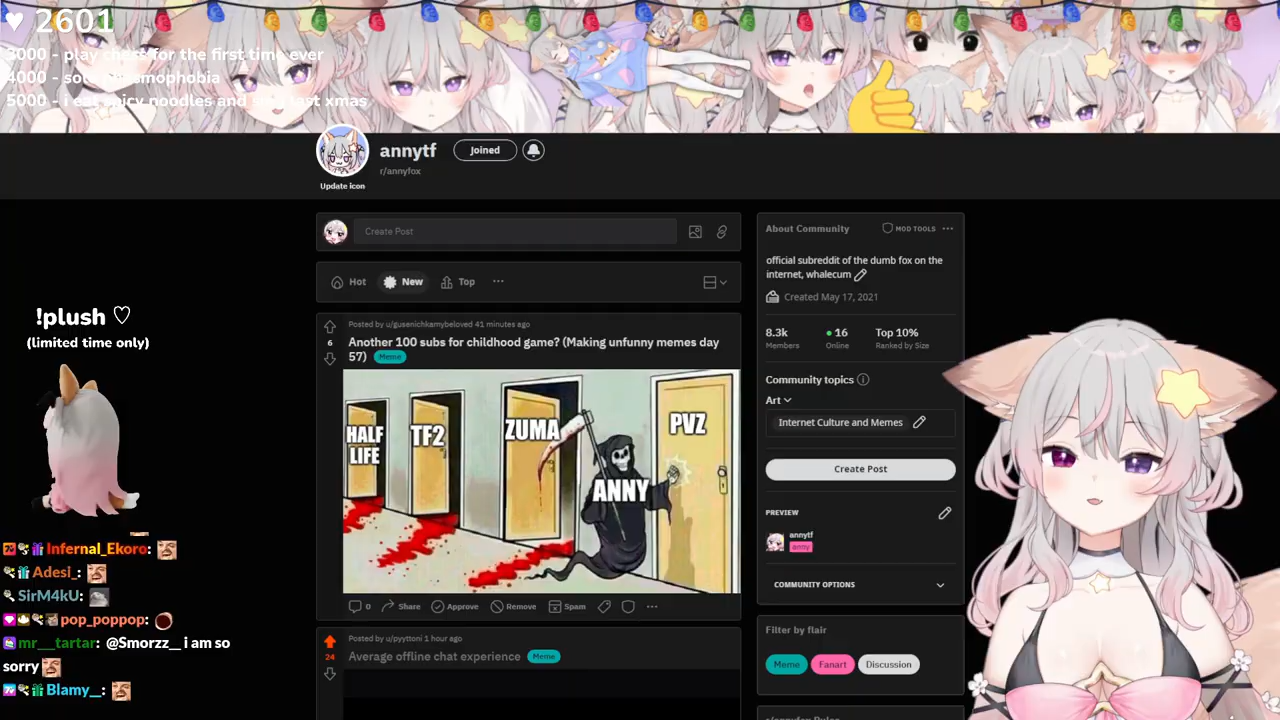 ♥ 2601
3000 - play chess for the first time ever
4000 - solo phasmophobia
5000 - i eat spicy noodles and
last xmas
annytf
Joined
r/annyfox
Update icon
Create Post
Hot
New
Top
Posted by u/gusenichkamybeloved 41 minutes ago
6
Another 100 subs for childhood game? (Making unfunny memes day
57) Meme
HALF
LIFE
TF2
ZUMA
ANNY
PVZ
0 Share Approve Remove Spam
Posted by u/pyyttoni 1 hour ago
24
Average offline chat experience Meme
About Community
MOD TOOLS
official subreddit of the dumb fox on the
internet, whalecum
Created May 17, 2021
8.3k 16 Top 10%
Members Online Ranked by Size
Community topics
Art
Internet Culture and Memes
Create Post
PREVIEW
annytf
anny
COMMUNITY OPTIONS
Filter by flair
Meme Fanart Discussion
r/annyfox Rules
!plush ♡
(limited time only)
Infernal_Ekoro:
Adesi_:
SirM4kU:
pop_poppop:
mr__tartar: @Smorzz__ i am so
sorry
Blamy__: